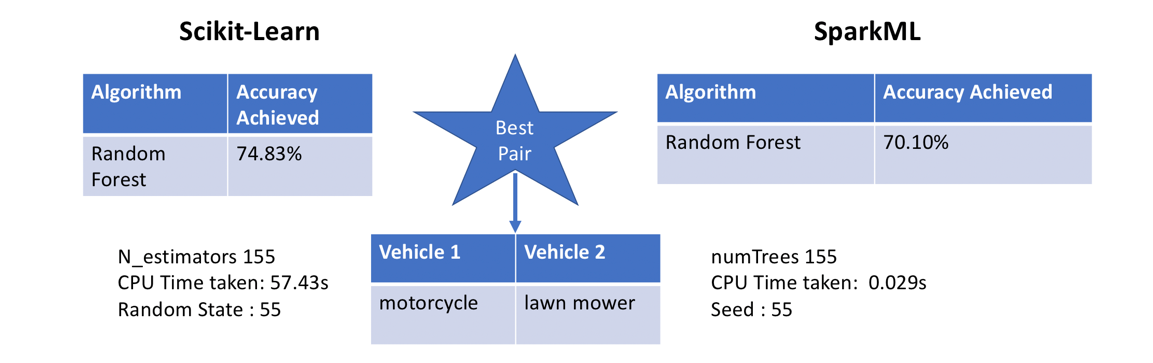 Scikit-Learn
SparkML
Algorithm
Accuracy
Achieved
Random
Forest
74.83%
Best
Pair
Algorithm
Accuracy Achieved
Random Forest
70.10%
N_estimators 155
CPU Time taken: 57.43s
Random State : 55
Vehicle 1
Vehicle 2
motorcycle
lawn mower
numTrees 155
CPU Time taken:  0.029s
Seed : 55